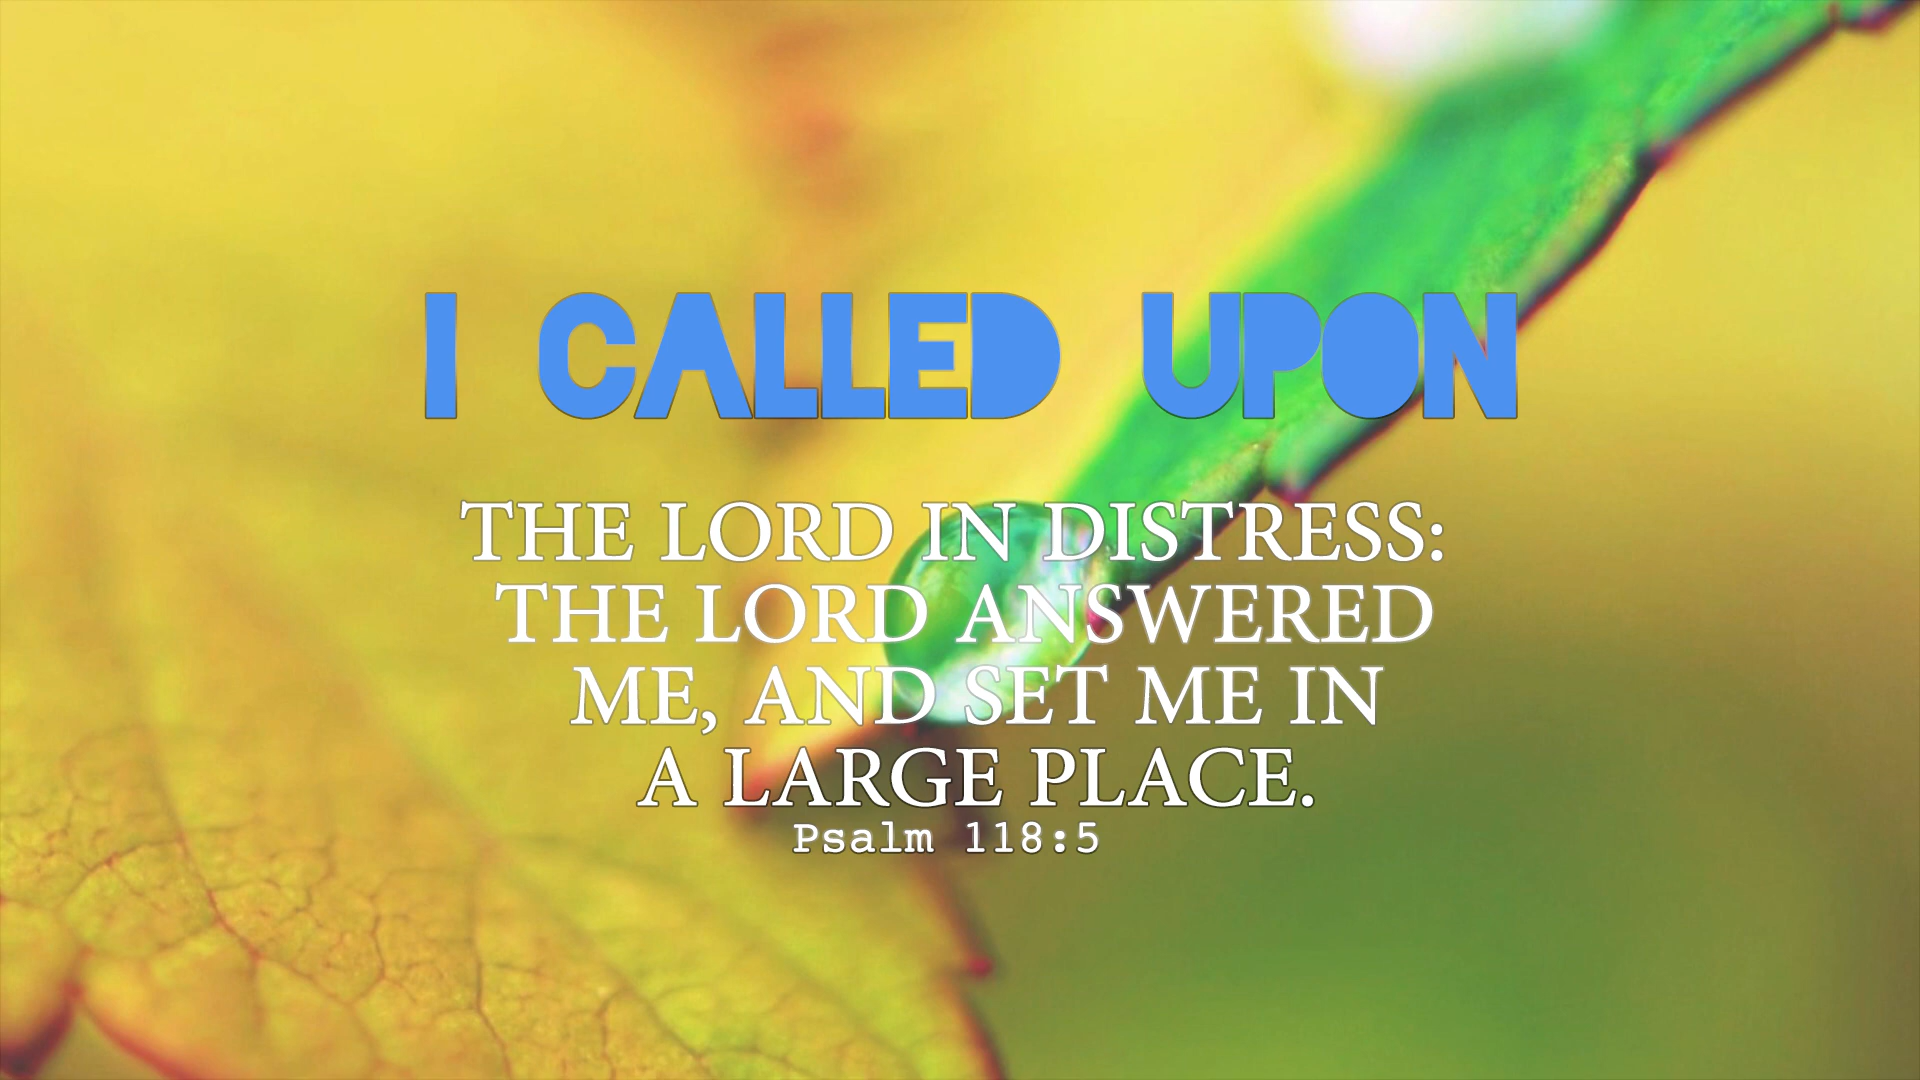 I CALLED UPON
THE LORD IN DISTRESS:
THE LORD ANSWERED
ME, AND SET ME IN
A LARGE PLACE.
Psalm 118:5